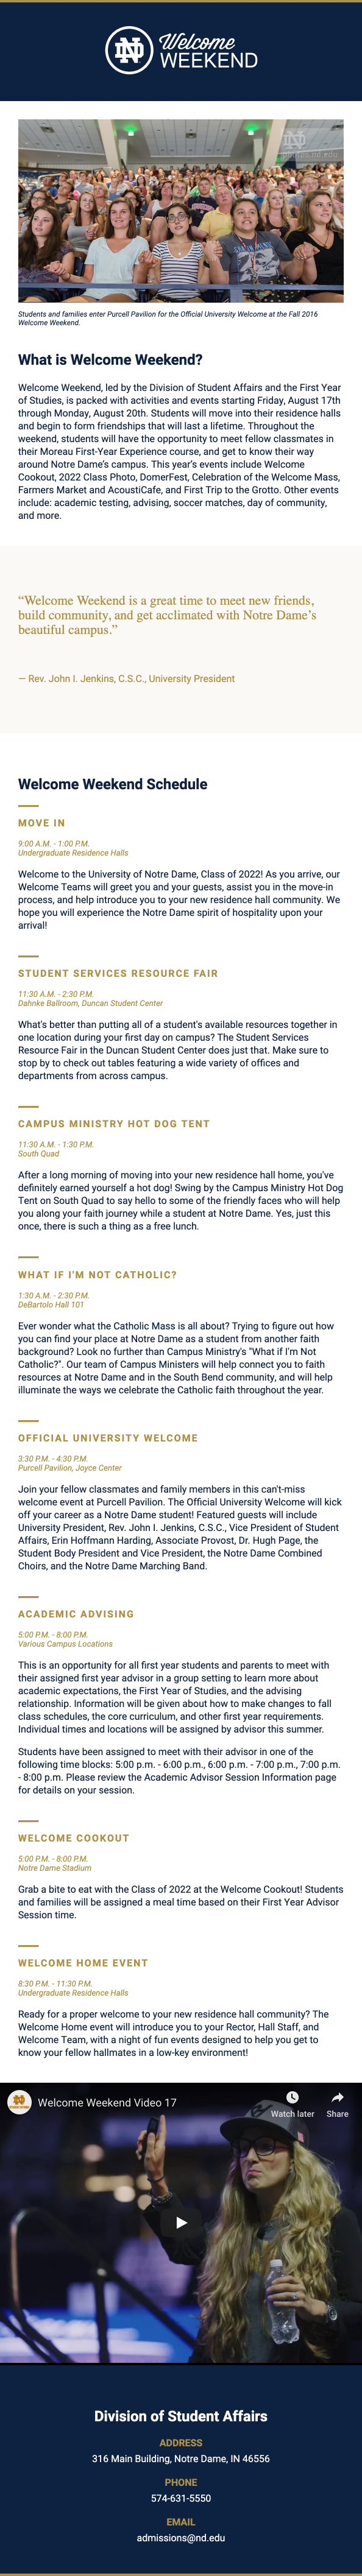 Welcome
WEEKEND
Students and families enter Purcell Pavilion for the Official University Welcome at the Fall 2016
Welcome Weekend.
What is Welcome Weekend?
Welcome Weekend, led by the Division of Student Affairs and the First Year
of Studies, is packed with activities and events starting Friday, August 17th
through Monday, August 20th. Students will move into their residence halls
and begin to form friendships that will last a lifetime. Throughout the
weekend, students will have the opportunity to meet fellow classmates in
their Moreau First-Year Experience course, and get to know their way
around Notre Dame's campus. This year's events include Welcome
Cookout, 2022 Class Photo, DomerFest, Celebration of the Welcome Mass,
Farmers Market and AcoustiCafe, and First Trip to the Grotto. Other events
include: academic testing, advising, soccer matches, day of community,
and more.
“Welcome Weekend is a great time to meet new friends,
build community, and get acclimated with Notre Dame’s
beautiful campus.”
— Rev. John I. Jenkins, C.S.C., University President
Welcome Weekend Schedule
MOVE IN
9:00 A.M. - 1:00 P.M.
Undergraduate Residence Halls
Welcome to the University of Notre Dame, Class of 2022! As you arrive, our
Welcome Teams will greet you and your guests, assist you in the move-in
process, and help introduce you to your new residence hall community. We
hope you will experience the Notre Dame spirit of hospitality upon your
arrival!
STUDENT SERVICES RESOURCE FAIR
11:30 A.M. - 2:30 P.M.
Dahnke Ballroom, Duncan Student Center
What's better than putting all of a student's available resources together in
one location during your first day on campus? The Student Services
Resource Fair in the Duncan Student Center does just that. Make sure to
stop by to check out tables featuring a wide variety of offices and
departments from across campus.
CAMPUS MINISTRY HOT DOG TENT
11:30 A.M. - 1:30 P.M.
South Quad
After a long morning of moving into your new residence hall home, you've
definitely earned yourself a hot dog! Swing by the Campus Ministry Hot Dog
Tent on South Quad to say hello to some of the friendly faces who will help
you along your faith journey while a student at Notre Dame. Yes, just this
once, there is such a thing as a free lunch.
WHAT IF I'M NOT CATHOLIC?
1:30 A.M. - 2:30 P.M.
DeBartolo Hall 101
Ever wonder what the Catholic Mass is all about? Trying to figure out how
you can find your place at Notre Dame as a student from another faith
background? Look no further than Campus Ministry's "What if I'm Not
Catholic?". Our team of Campus Ministers will help connect you to faith
resources at Notre Dame and in the South Bend community, and will help
illuminate the ways we celebrate the Catholic faith throughout the year.
OFFICIAL UNIVERSITY WELCOME
3:30 P.M. - 4:30 P.M.
Purcell Pavilion, Joyce Center
Join your fellow classmates and family members in this can't-miss
welcome event at Purcell Pavilion. The Official University Welcome will kick
off your career as a Notre Dame student! Featured guests will include
University President, Rev. John I. Jenkins, C.S.C., Vice President of Student
Affairs, Erin Hoffmann Harding, Associate Provost, Dr. Hugh Page, the
Student Body President and Vice President, the Notre Dame Combined
Choirs, and the Notre Dame Marching Band.
ACADEMIC ADVISING
5:00 P.M. - 8:00 P.M.
Various Campus Locations
This is an opportunity for all first year students and parents to meet with
their assigned first year advisor in a group setting to learn more about
academic expectations, the First Year of Studies, and the advising
relationship. Information will be given about how to make changes to fall
class schedules, the core curriculum, and other first year requirements.
Individual times and locations will be assigned by advisor this summer.
Students have been assigned to meet with their advisor in one of the
following time blocks: 5:00 p.m. - 6:00 p.m., 6:00 p.m. - 7:00 p.m., 7:00 p.m.
- 8:00 p.m. Please review the Academic Advisor Session Information page
for details on your session.
WELCOME COOKOUT
5:00 P.M. - 8:00 P.M.
Notre Dame Stadium
Grab a bite to eat with the Class of 2022 at the Welcome Cookout! Students
and families will be assigned a meal time based on their First Year Advisor
Session time.
WELCOME HOME EVENT
8:30 P.M. - 11:30 P.M.
Undergraduate Residence Halls
Ready for a proper welcome to your new residence hall community? The
Welcome Home event will introduce you to your Rector, Hall Staff, and
Welcome Team, with a night of fun events designed to help you get to
know your fellow hallmates in a low-key environment!
Welcome Weekend Video 17
Watch later
Share
Division of Student Affairs
ADDRESS
316 Main Building, Notre Dame, IN 46556
PHONE
574-631-5550
EMAIL
admissions@nd.edu